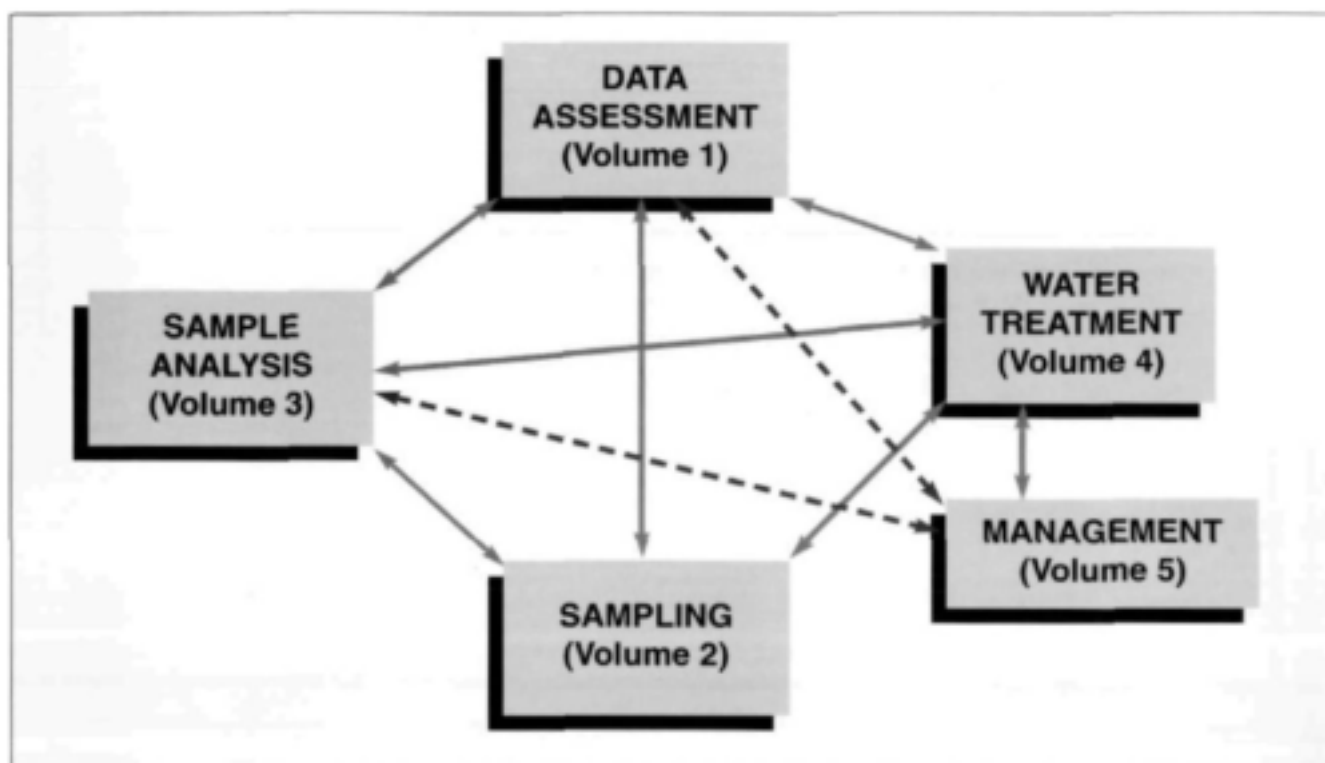 DATA
ASSESSMENT
(Volume 1)
WATER
TREATMENT
(Volume 4)
SAMPLE
ANALYSIS
(Volume 3)
MANAGEMENT
(Volume 5)
SAMPLING
(Volume 2)